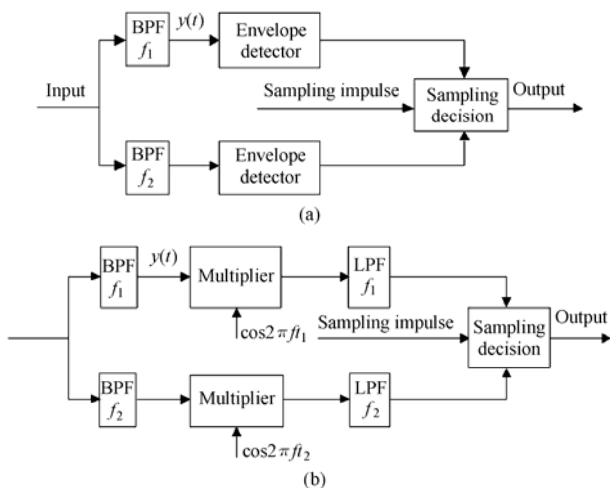 BPF
f₁
y(t)
Envelope
detector
Input
Sampling impulse
Sampling
decision
Output
BPF
f₂
Envelope
detector
(a)
BPF
f₁
y(t)
Multiplier
LPF
f₁
cos2πft₁
Sampling impulse
Sampling
decision
Output
BPF
f₂
Multiplier
LPF
f₂
cos2πft₂
(b)